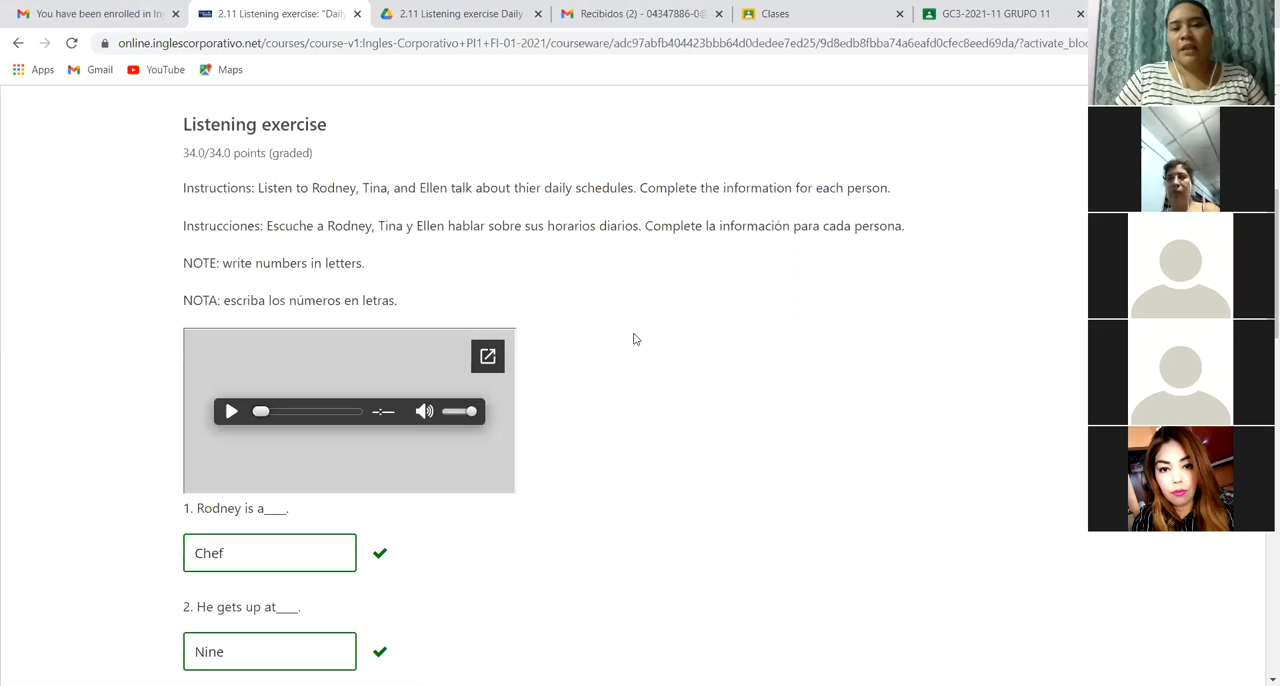 You have been enrolled in In
2.11 Listening exercise: "Daily
2.11 Listening exercise Daily
Recibidos (2) - 04347886-0@
Clases
GC3-2021-11 GRUPO 11
online.inglescorporativo.net/courses/course-v1:Ingles-Corporativo+PI1+FI-01-2021/courseware/adc97abfb404423bbb64d0dedee7ed25/9d8edb8fbba74a6eafd0cfec8eed69da/?activate_bloc
Apps Gmail YouTube Maps
Listening exercise
34.0/34.0 points (graded)
Instructions: Listen to Rodney, Tina, and Ellen talk about thier daily schedules. Complete the information for each person.
Instrucciones: Escuche a Rodney, Tina y Ellen hablar sobre sus horarios diarios. Complete la información para cada persona.
NOTE: write numbers in letters.
NOTA: escriba los números en letras.
-:--
1. Rodney is a____.
Chef
2. He gets up at____.
Nine